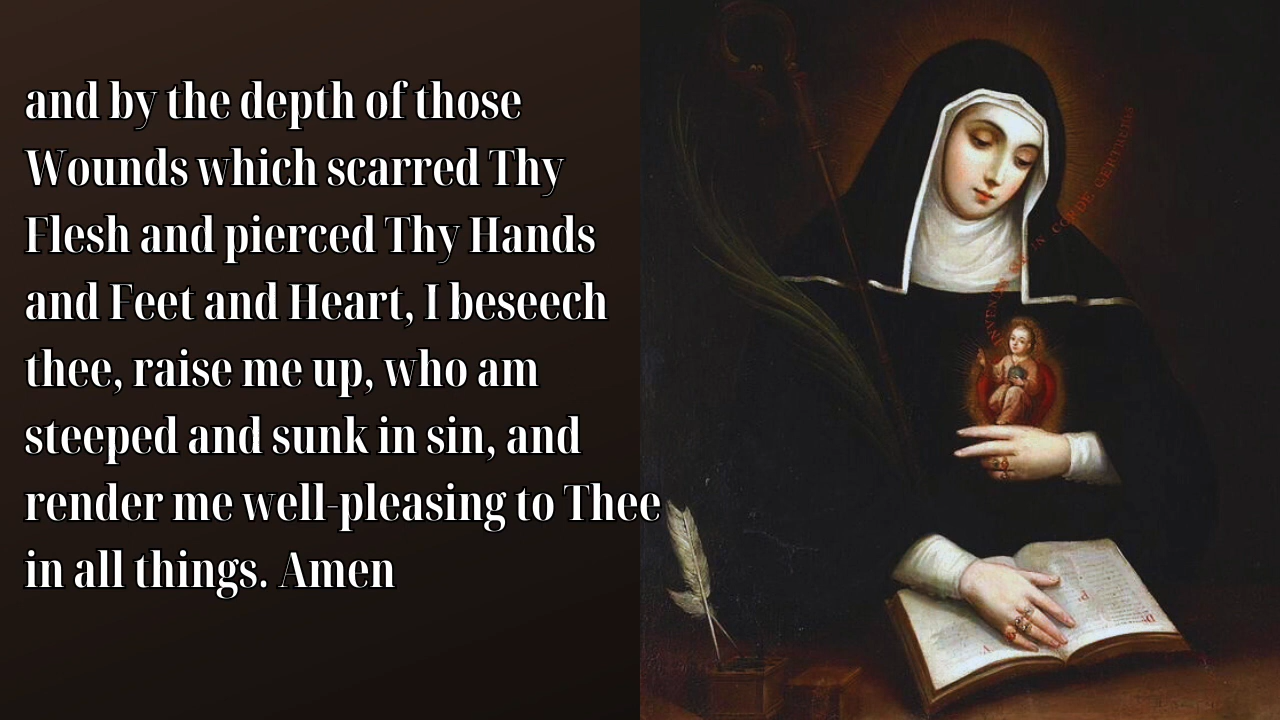 and by the depth of those
Wounds which scarred Thy
Flesh and pierced Thy Hands
and Feet and Heart, I beseech
thee, raise me up, who am
steeped and sunk in sin, and
render me well-pleasing to Thee
in all things. Amen
CORDE GERTRUDIS